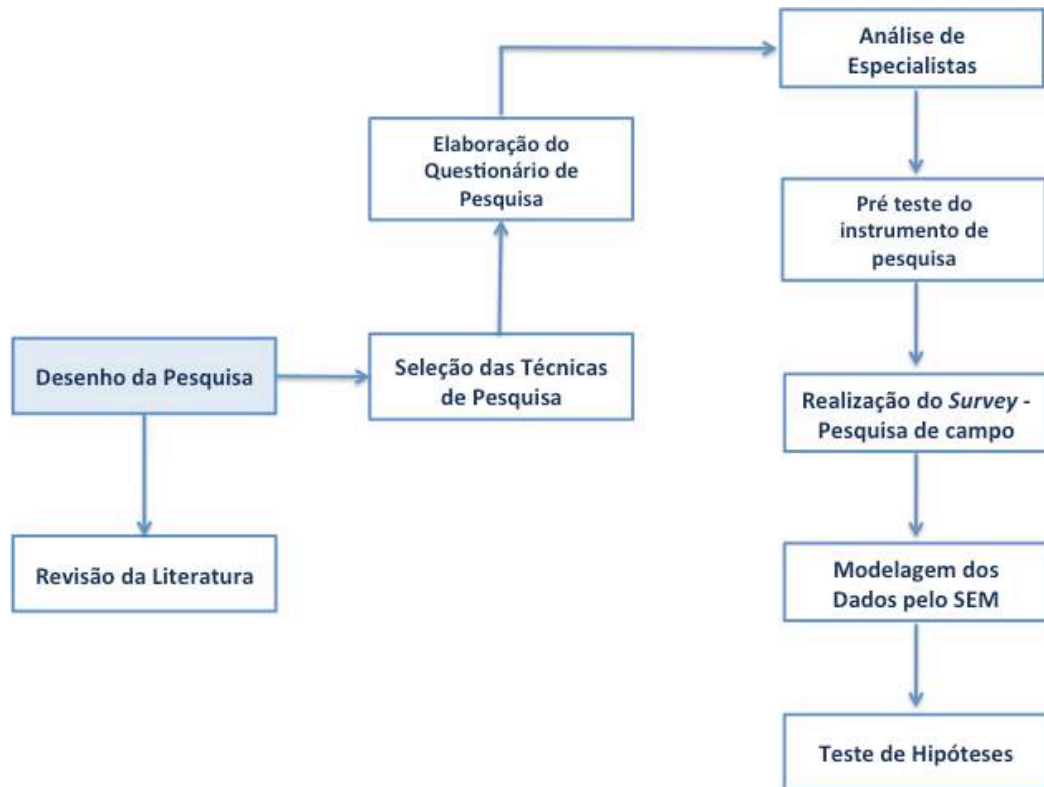 Desenho da Pesquisa
Revisão da Literatura
Seleção das Técnicas
de Pesquisa
Elaboração do
Questionário de
Pesquisa
Análise de
Especialistas
Pré teste do
instrumento de
pesquisa
Realização do Survey -
Pesquisa de campo
Modelagem dos
Dados pelo SEM
Teste de Hipóteses